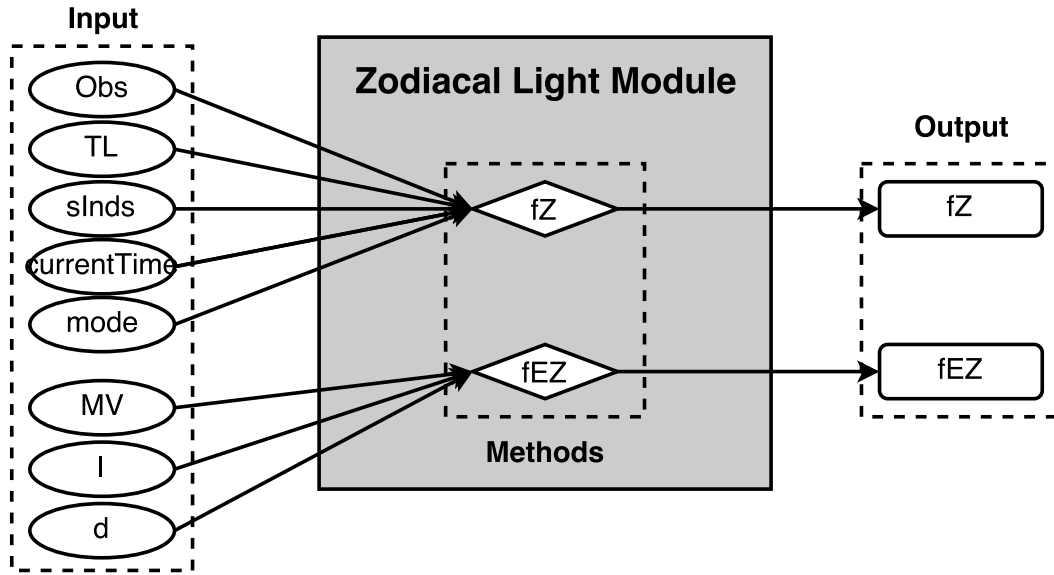 Input
Obs
TL
sInds
currentTime
mode
MV
I
d
Zodiacal Light Module
fZ
fEZ
Methods
Output
fZ
fEZ